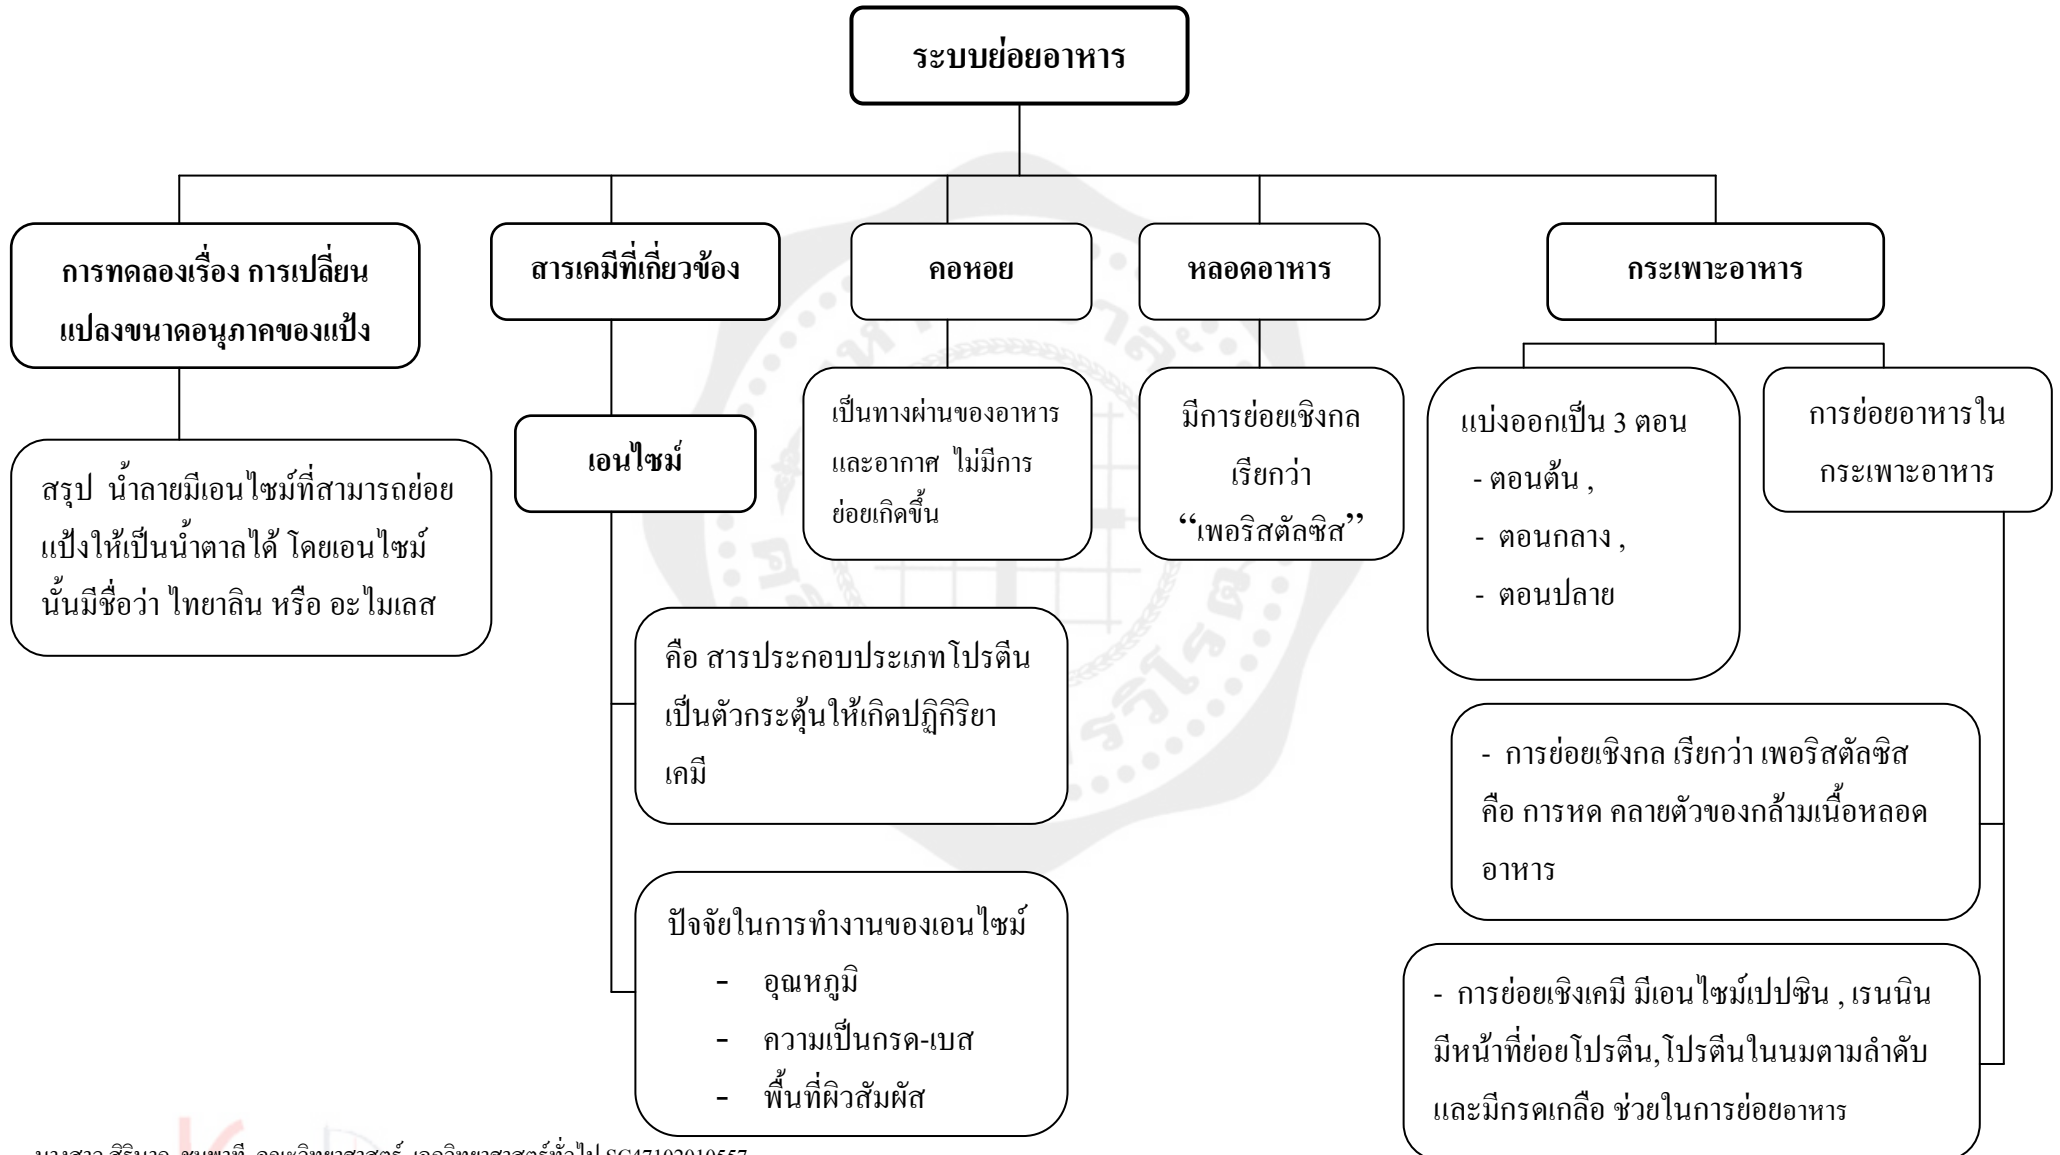 ระบบย่อยอาหาร
การทดลองเรื่อง การเปลี่ยน
แปลงขนาดอนุภาคของแป้ง
สรุป น้ำลายมีเอนไซม์ที่สามารถย่อย
แป้งให้เป็นน้ำตาลได้ โดยเอนไซม์
นั้นมีชื่อว่า ไทยาลิน หรือ อะไมเลส
สารเคมีที่เกี่ยวข้อง
เอนไซม์
คือ สารประกอบประเภทโปรตีน
เป็นตัวกระตุ้นให้เกิดปฏิกิริยา
เคมี
ปัจจัยในการทำงานของเอนไซม์
- อุณหภูมิ
- ความเป็นกรด-เบส
- พื้นที่ผิวสัมผัส
คอหอย
เป็นทางผ่านของอาหาร
และอากาศ ไม่มีการ
ย่อยเกิดขึ้น
หลอดอาหาร
มีการย่อยเชิงกล
เรียกว่า
“เพอริสตัลซิส”
กระเพาะอาหาร
แบ่งออกเป็น 3 ตอน
- ตอนต้น ,
- ตอนกลาง ,
- ตอนปลาย
การย่อยอาหารใน
กระเพาะอาหาร
- การย่อยเชิงกล เรียกว่า เพอริสตัลซิส
คือ การหด คลายตัวของกล้ามเนื้อหลอด
อาหาร
- การย่อยเชิงเคมี มีเอนไซม์เปปซิน , เรนนิน
มีหน้าที่ย่อยโปรตีน,โปรตีนในนมตามลำดับ
และมีกรดเกลือ ช่วยในการย่อยอาหาร